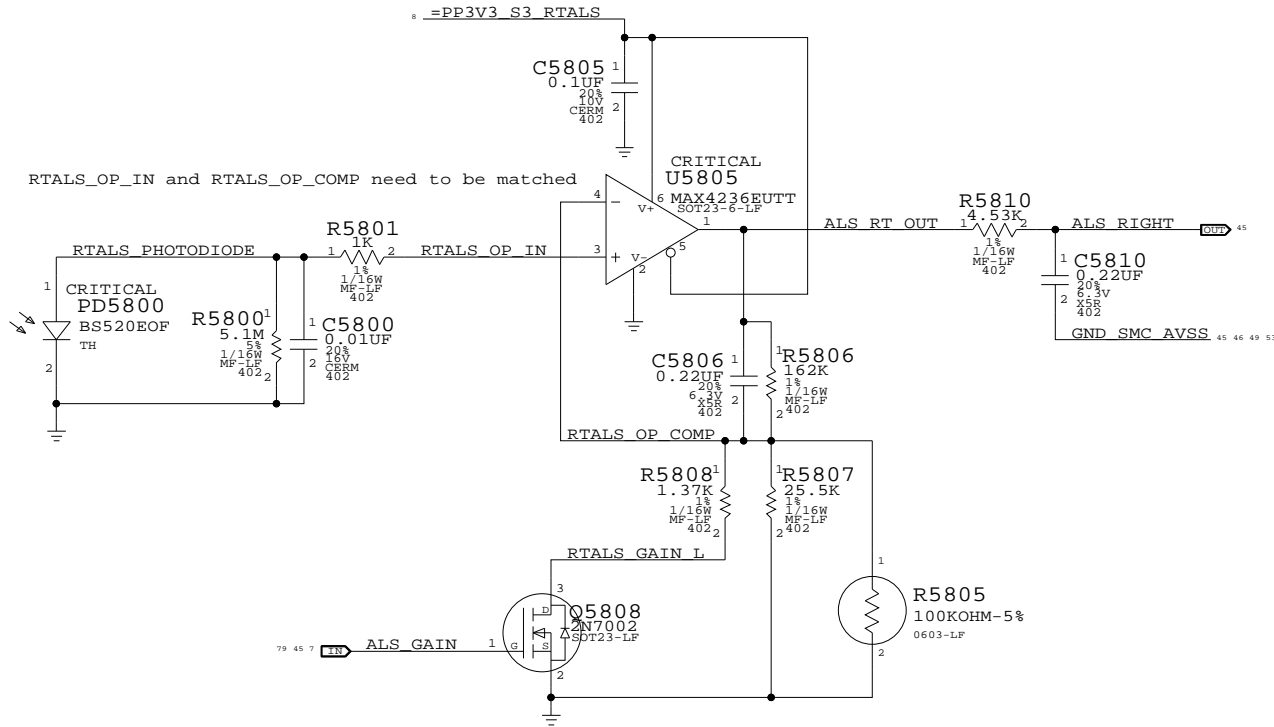 8 =PP3V3_S3_RTALS
C5805
0.1UF
20%
10V
CERM
402
1
2
RTALS_OP_IN and RTALS_OP_COMP need to be matched
CRITICAL
U5805
MAX4236EUTT
SOT23-6-LF
4
3
6
V+
V-
2
5
1
ALS_RT_OUT
R5810
4.53K
1 2
1%
1/16W
MF-LF
402
ALS_RIGHT
OUT 45
C5810
0.22UF
20%
6.3V
X5R
402
1
2
GND_SMC_AVSS 45 46 49 53
RTALS_PHOTODIODE
R5801
1K
1 2
1%
1/16W
MF-LF
402
RTALS_OP_IN
1
CRITICAL
PD5800
BS520EOF
TH
2
R5800
5.1M
5%
1/16W
MF-LF
402
1
2
C5800
0.01UF
20%
16V
CERM
402
1
2
C5806
0.22UF
20%
6.3V
X5R
402
1
2
R5806
162K
1%
1/16W
MF-LF
402
1
2
RTALS_OP_COMP
R5808
1.37K
1%
1/16W
MF-LF
402
1
2
R5807
25.5K
1%
1/16W
MF-LF
402
1
2
RTALS_GAIN_L
3
Q5808
2N7002
SOT23-LF
D
G
S
1
2
79 45 7 IN ALS_GAIN
1
R5805
100KOHM-5%
0603-LF
2